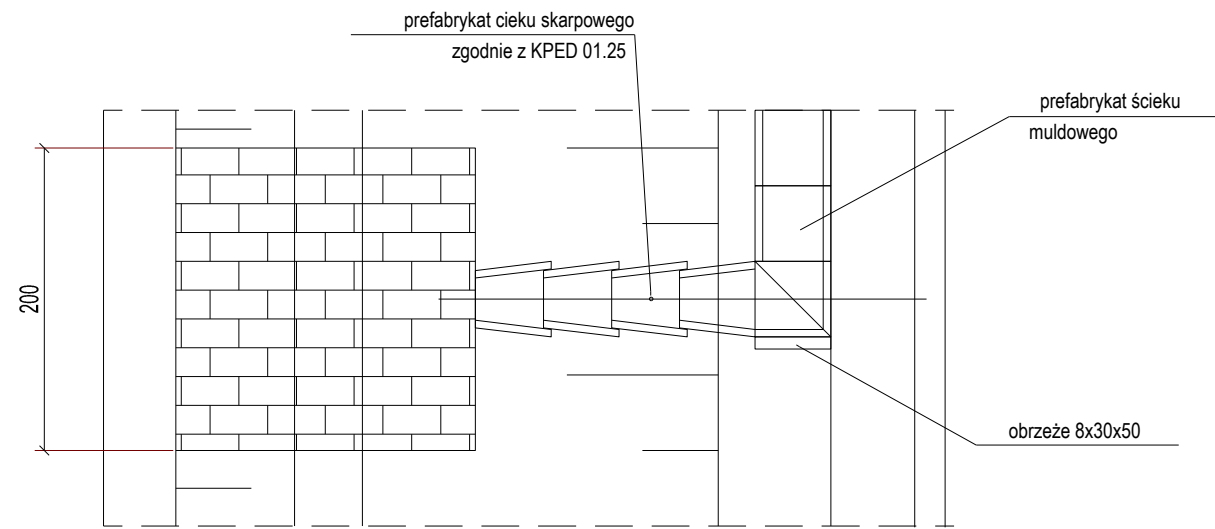 prefabrykat cieku skarpowego
zgodnie z KPED 01.25
prefabrykat ścieku
muldowego
200
obrzeże 8x30x50